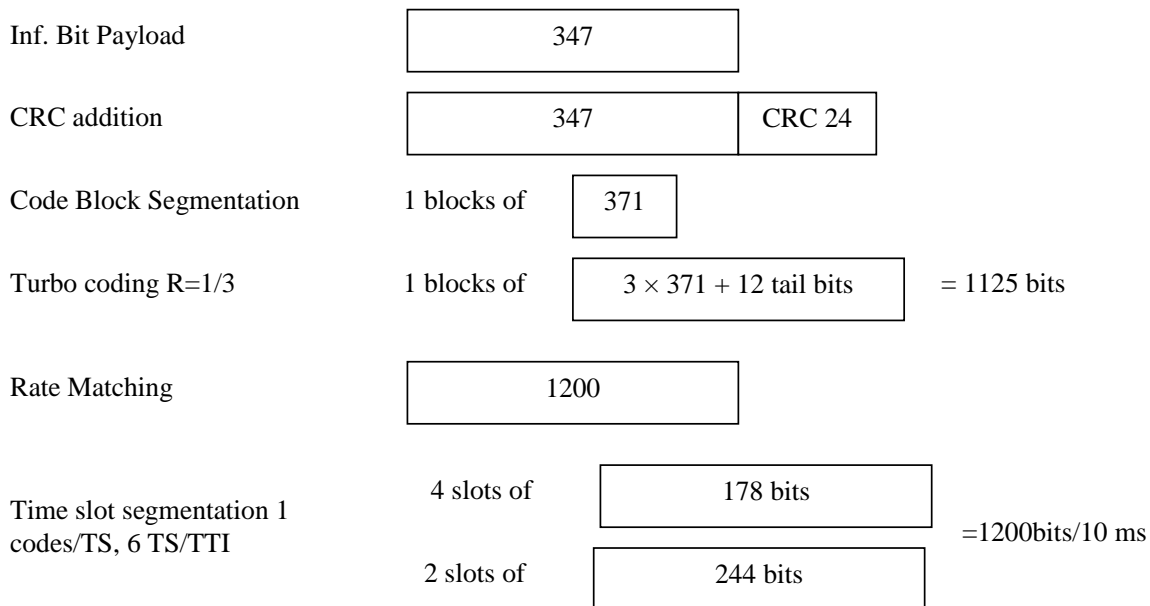 Inf. Bit Payload 347
CRC addition 347 CRC 24
Code Block Segmentation 1 blocks of 371
Turbo coding R=1/3 1 blocks of 3 × 371 + 12 tail bits = 1125 bits
Rate Matching 1200
4 slots of 178 bits
Time slot segmentation 1
codes/TS, 6 TS/TTI
=1200bits/10 ms
2 slots of 244 bits